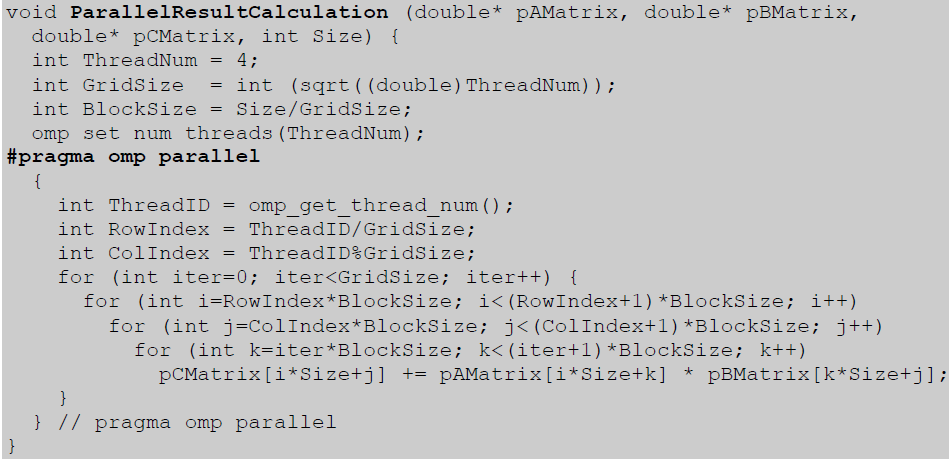 void ParallelResultCalculation (double* pAMatrix, double* pBMatrix,
  double* pCMatrix, int Size) {
  int ThreadNum = 4;
  int GridSize  = int (sqrt((double)ThreadNum));
  int BlockSize = Size/GridSize;
  omp set num threads(ThreadNum);
#pragma omp parallel
  {
    int ThreadID = omp_get_thread_num();
    int RowIndex = ThreadID/GridSize;
    int ColIndex = ThreadID%GridSize;
    for (int iter=0; iter<GridSize; iter++) {
      for (int i=RowIndex*BlockSize; i<(RowIndex+1)*BlockSize; i++)
        for (int j=ColIndex*BlockSize; j<(ColIndex+1)*BlockSize; j++)
          for (int k=iter*BlockSize; k<(iter+1)*BlockSize; k++)
            pCMatrix[i*Size+j] += pAMatrix[i*Size+k] * pBMatrix[k*Size+j];
    }
  } // pragma omp parallel
}